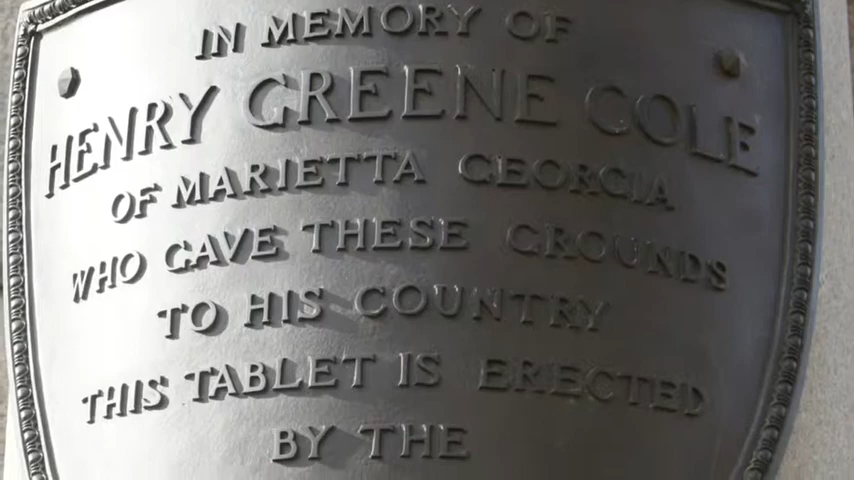 IN MEMORY OF
HENRY GREENE COLE
OF MARIETTA GEORGIA
WHO GAVE THESE GROUNDS
TO HIS COUNTRY
THIS TABLET IS ERECTED
BY THE